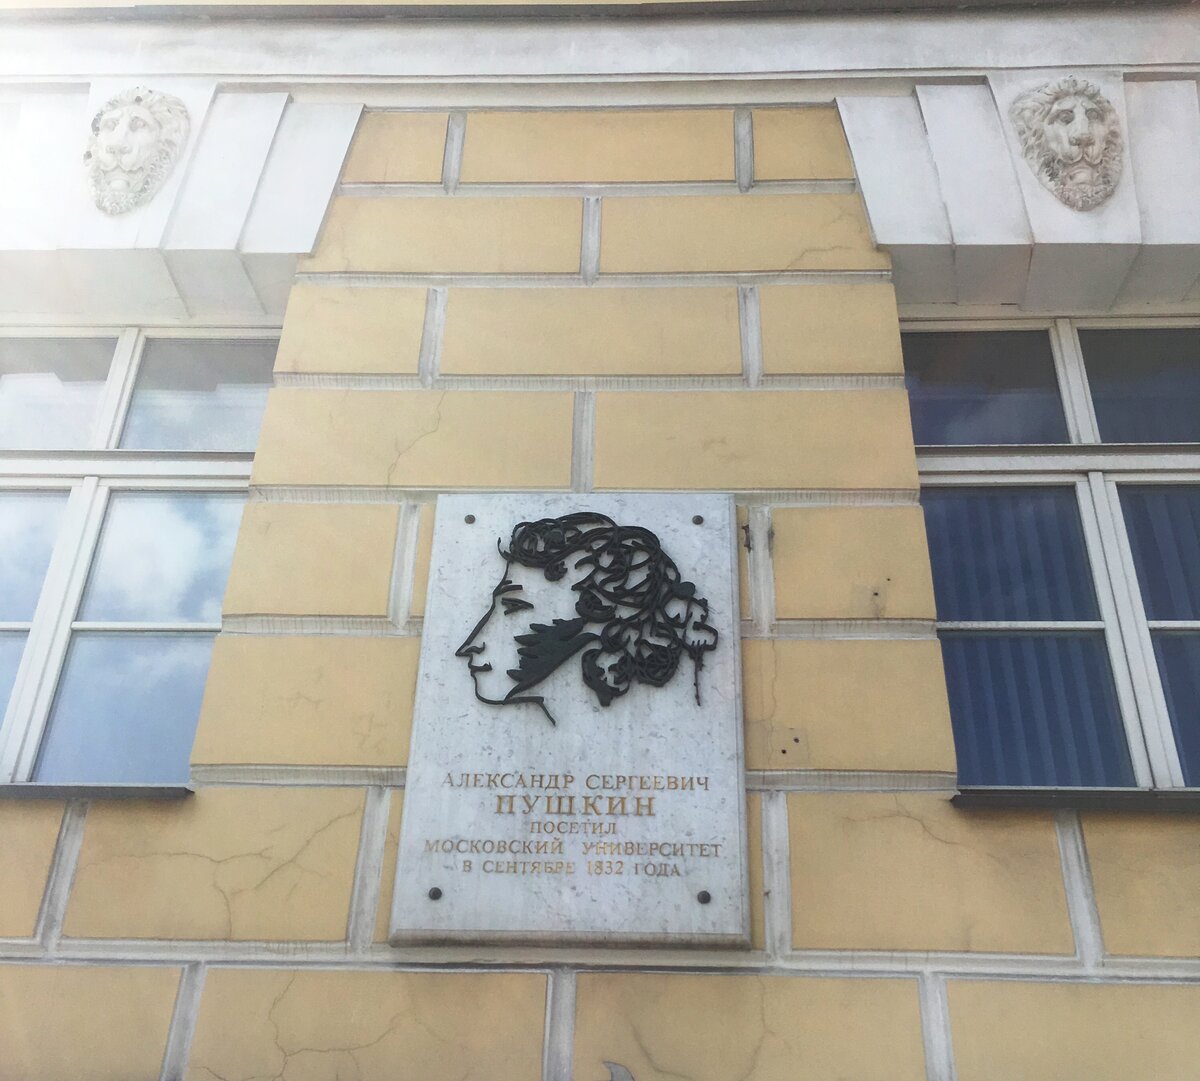 АЛЕКСАНДР СЕРГЕЕВИЧ
ПУШКИН
ПОСЕТИЛ
МОСКОВСКИЙ УНИВЕРСИТЕТ
В СЕНТЯБРЕ 1832 ГОДА